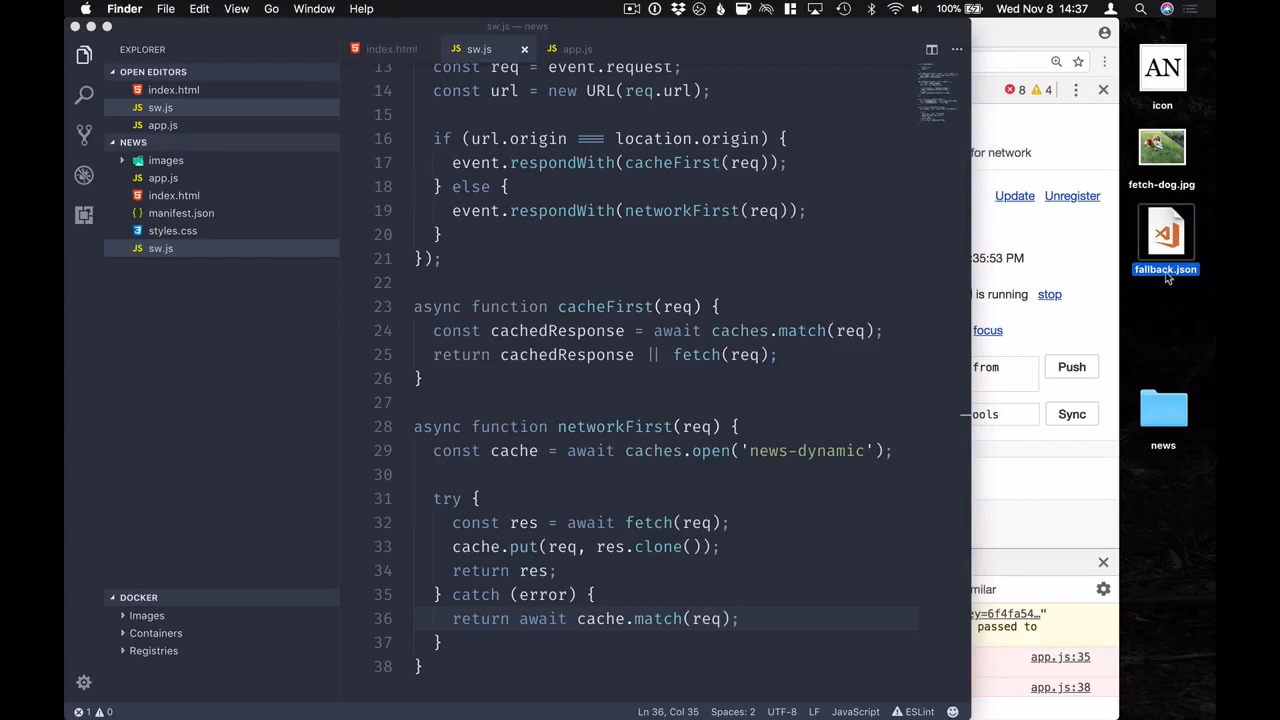 Finder File Edit View Go Window Help 100% Wed Nov 8 14:37
sw.js — news
EXPLORER
OPEN EDITORS
index.html
sw.js
app.js
NEWS
images
app.js
index.html
manifest.json
styles.css
sw.js
DOCKER
Images
Containers
Registries
index.html sw.js app.js
13 const req = event.request;
14 const url = new URL(req.url);
15
16 if (url.origin === location.origin) {
17 event.respondWith(cacheFirst(req));
18 } else {
19 event.respondWith(networkFirst(req));
20 }
21 });
22
23 async function cacheFirst(req) {
24 const cachedResponse = await caches.match(req);
25 return cachedResponse || fetch(req);
26 }
27
28 async function networkFirst(req) {
29 const cache = await caches.open('news-dynamic');
30
31 try {
32 const res = await fetch(req);
33 cache.put(req, res.clone());
34 return res;
35 } catch (error) {
36 return await cache.match(req);
37 }
38 }
1 0 Ln 36, Col 35 Spaces: 2 UTF-8 LF JavaScript ESLint
8 4
for network
Update Unregister
:35:53 PM
d is running stop
focus
from Push
ools Sync
milar
ey=6f4fa54…"
passed to
app.js:35
app.js:38
AN
icon
fetch-dog.jpg
fallback.json
news